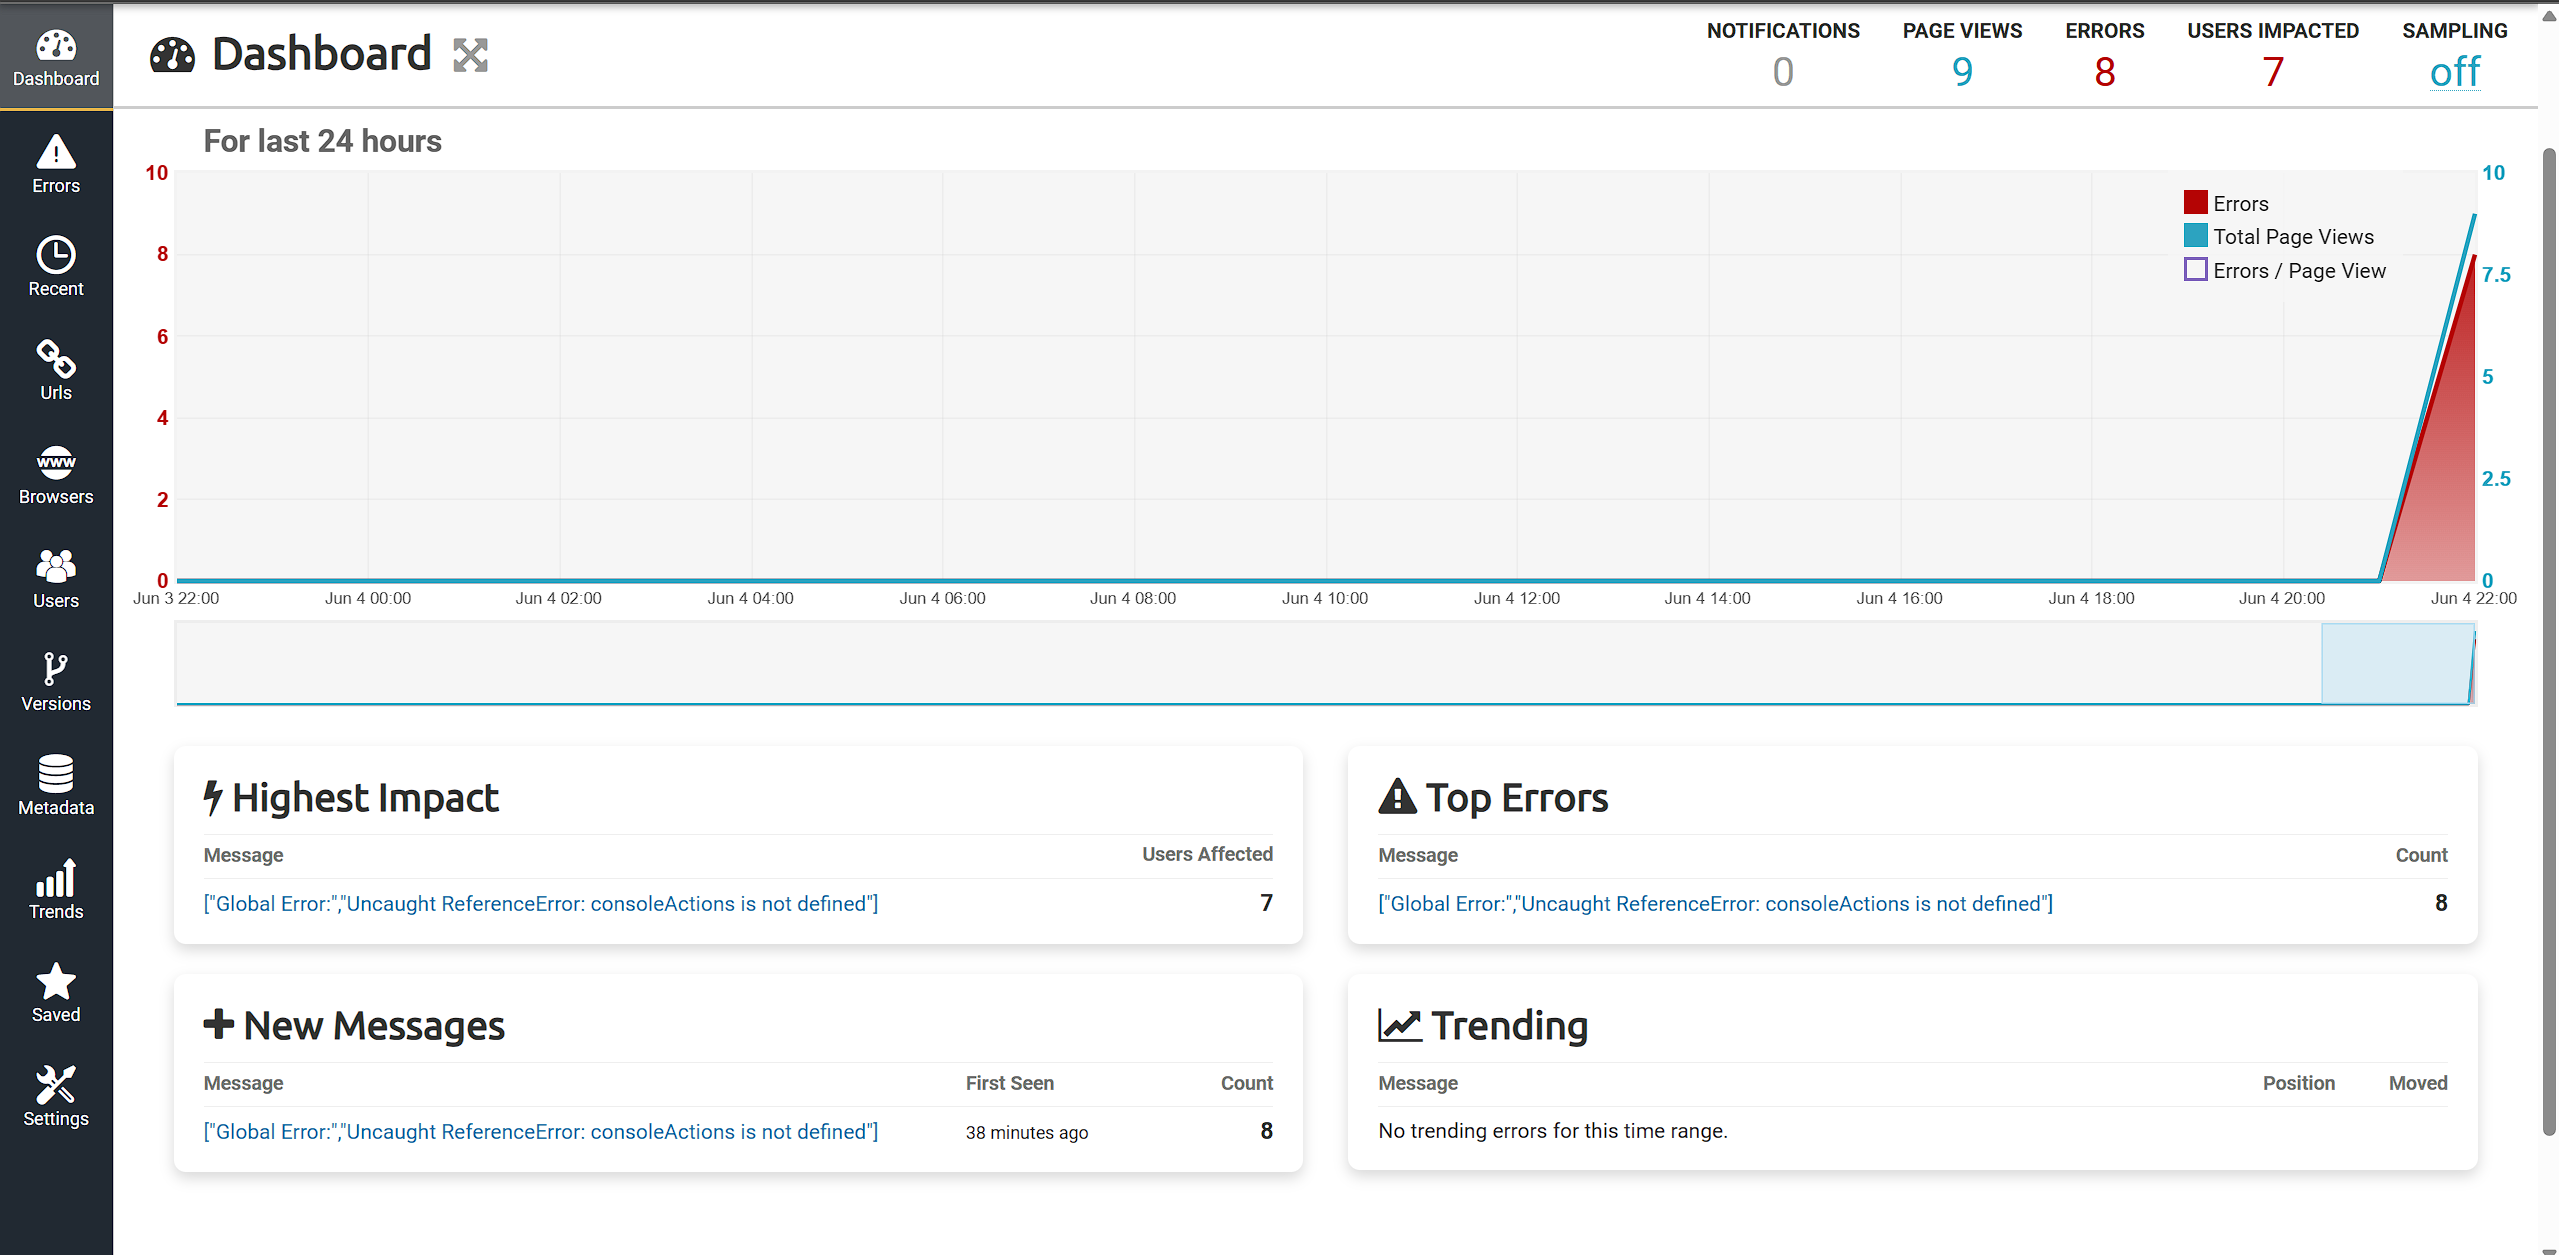 Dashboard
Errors
Recent
Urls
www
Browsers
Users
Versions
Metadata
Trends
Saved
Settings
Dashboard
NOTIFICATIONS PAGE VIEWS ERRORS USERS IMPACTED SAMPLING
0 9 8 7 off
For last 24 hours
10 10
8 7.5
6 5
4 2.5
2
0 0
Errors
Total Page Views
Errors / Page View
Jun 3 22:00 Jun 4 00:00 Jun 4 02:00 Jun 4 04:00 Jun 4 06:00 Jun 4 08:00 Jun 4 10:00 Jun 4 12:00 Jun 4 14:00 Jun 4 16:00 Jun 4 18:00 Jun 4 20:00 Jun 4 22:00
Highest Impact
Message Users Affected
["Global Error:","Uncaught ReferenceError: consoleActions is not defined"] 7
Top Errors
Message Count
["Global Error:","Uncaught ReferenceError: consoleActions is not defined"] 8
New Messages
Message First Seen Count
["Global Error:","Uncaught ReferenceError: consoleActions is not defined"] 38 minutes ago 8
Trending
Message Position Moved
No trending errors for this time range.